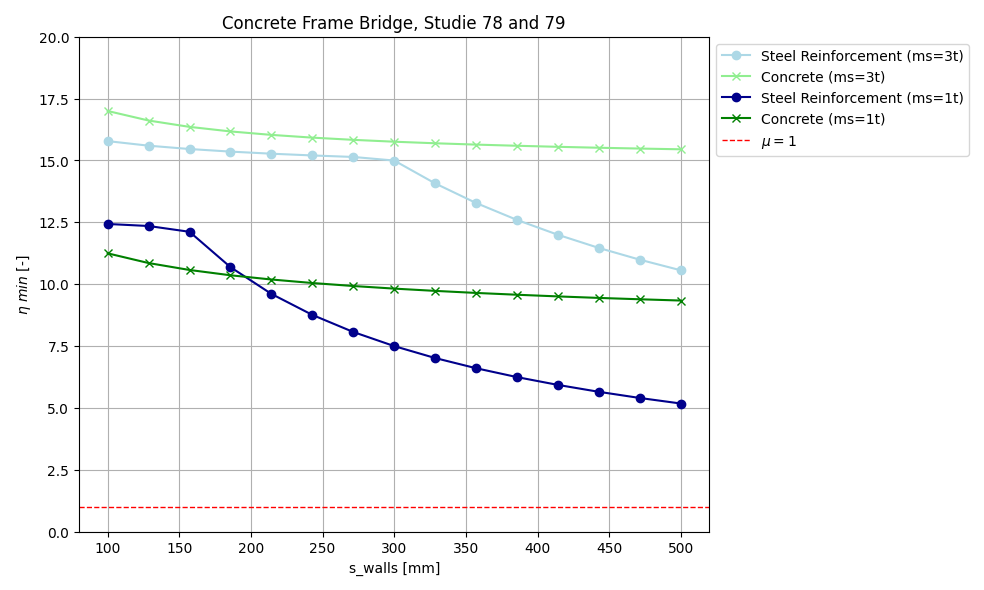 Concrete Frame Bridge, Studie 78 and 79
20.0
17.5
15.0
12.5
10.0
7.5
5.0
2.5
0.0
η min [-]
100 150 200 250 300 350 400 450 500
s_walls [mm]
Steel Reinforcement (ms=3t)
Concrete (ms=3t)
Steel Reinforcement (ms=1t)
Concrete (ms=1t)
μ = 1